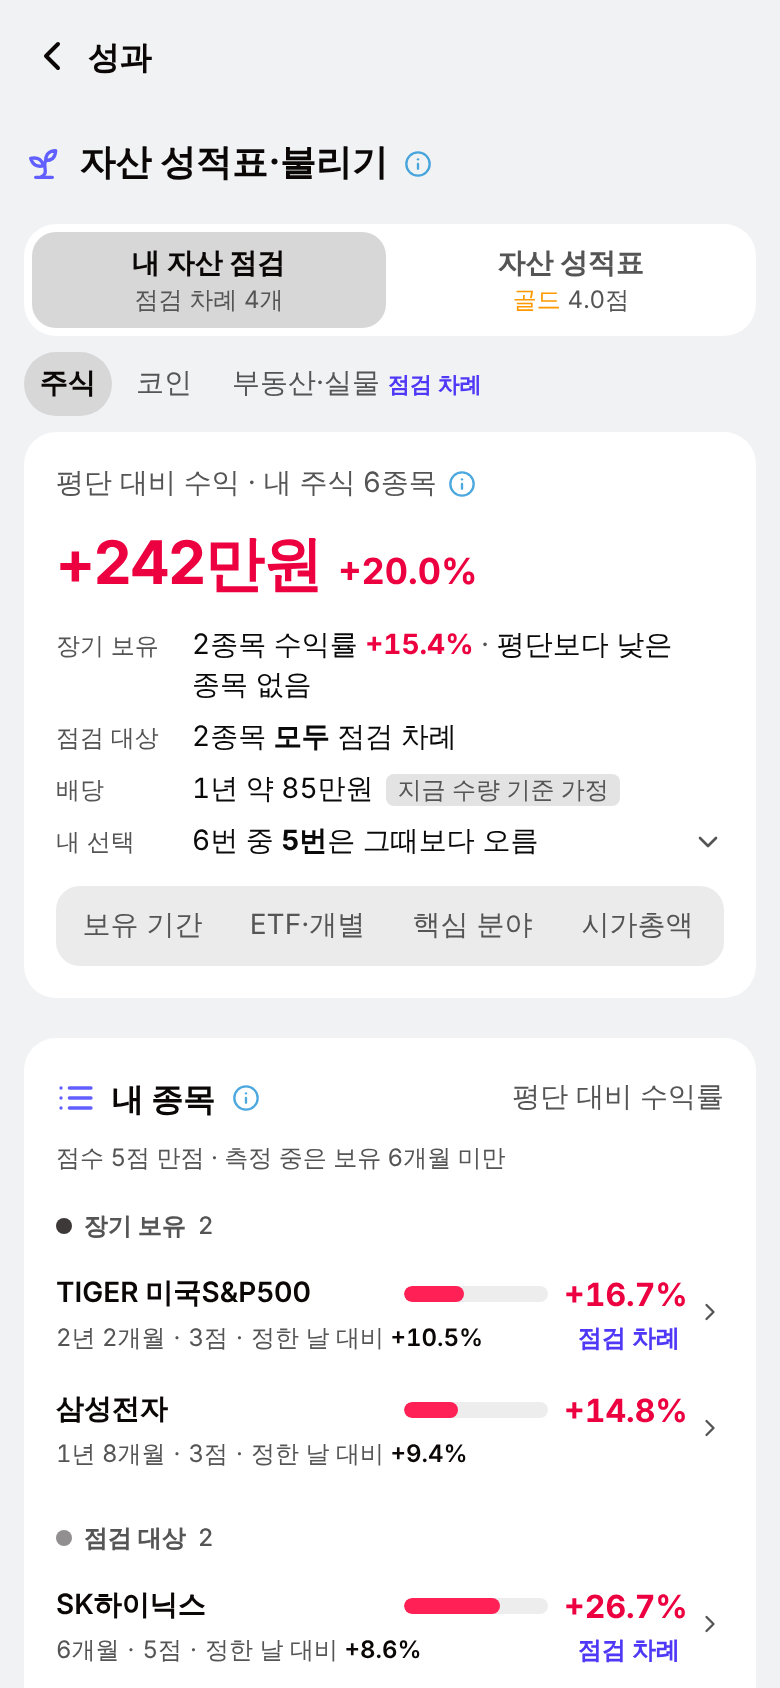 성과
자산 성적표·불리기
내 자산 점검
점검 차례 4개
자산 성적표
골드 4.0점
주식 코인 부동산·실물 점검 차례
평단 대비 수익 · 내 주식 6종목
+242만원 +20.0%
장기 보유 2종목 수익률 +15.4% · 평단보다 낮은
종목 없음
점검 대상 2종목 모두 점검 차례
배당 1년 약 85만원 지금 수량 기준 가정
내 선택 6번 중 5번은 그때보다 오름
보유 기간 ETF·개별 핵심 분야 시가총액
내 종목 평단 대비 수익률
점수 5점 만점 · 측정 중은 보유 6개월 미만
장기 보유 2
TIGER 미국S&P500 +16.7%
2년 2개월 · 3점 · 정한 날 대비 +10.5% 점검 차례
삼성전자 +14.8%
1년 8개월 · 3점 · 정한 날 대비 +9.4%
점검 대상 2
SK하이닉스 +26.7%
6개월 · 5점 · 정한 날 대비 +8.6% 점검 차례